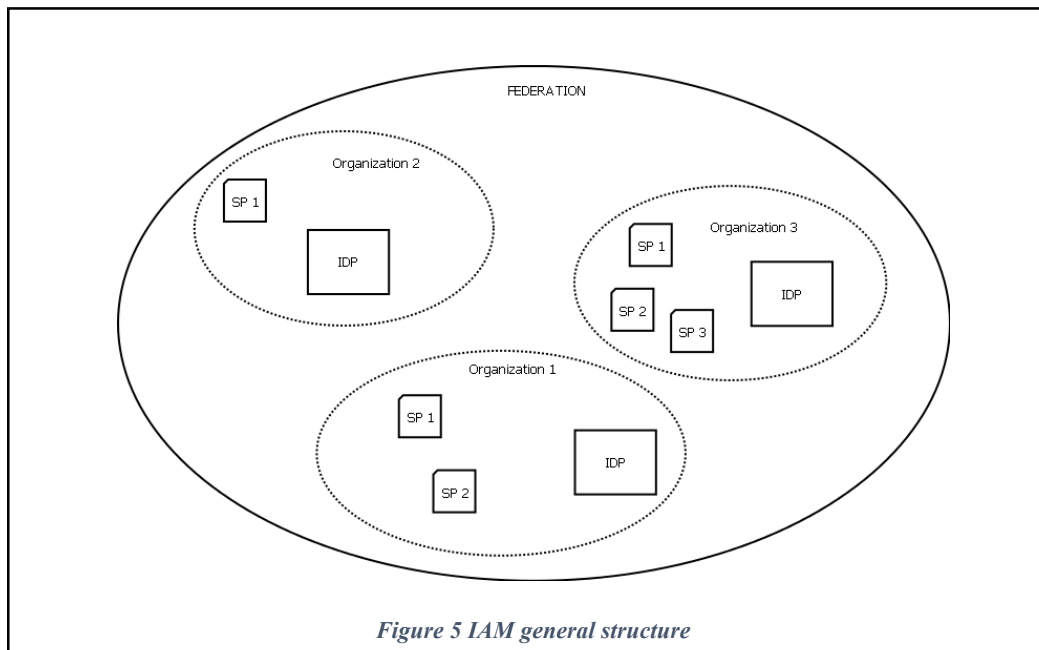 FEDERATION
Organization 2
SP 1
IDP
Organization 3
SP 1
IDP
SP 2
SP 3
Organization 1
SP 1
IDP
SP 2
Figure 5 IAM general structure